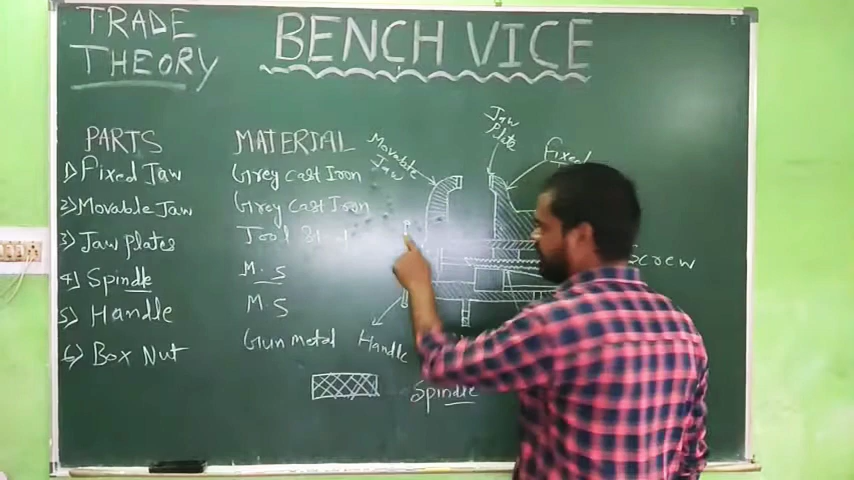 TRADE
THEORY
BENCH VICE
PARTS
MATERIAL
1) Fixed Jaw
Grey Cast Iron
2) Movable Jaw
Grey Cast Iron
3) Jaw plates
Tool
4) Spindle
M.S
5) Handle
M.S
6) Box Nut
Gun Metal
Movable
Jaw
Jaw
Plate
Fixed
Screw
Handle
Spindle